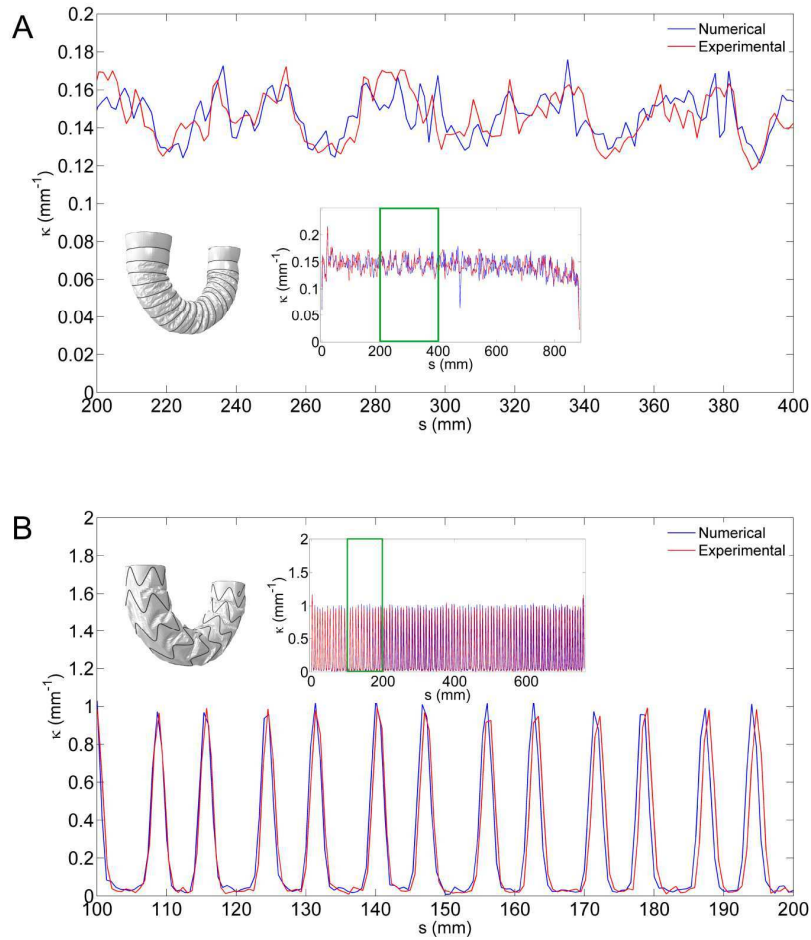 A
0.2
0.18
0.16
0.14
0.12
0.1
0.08
0.06
0.04
0.02
0
κ (mm-1)
Numerical
Experimental
0.2
0.15
0.1
0.05
0
κ (mm-1)
0 200 400 600 800
s (mm)
200 220 240 260 280 300 320 340 360 380 400
s (mm)
B
2
1.8
1.6
1.4
1.2
1
0.8
0.6
0.4
0.2
0
κ (mm-1)
Numerical
Experimental
2
1.5
1
0.5
0
κ (mm-1)
0 200 400 600
s (mm)
100 110 120 130 140 150 160 170 180 190 200
s (mm)